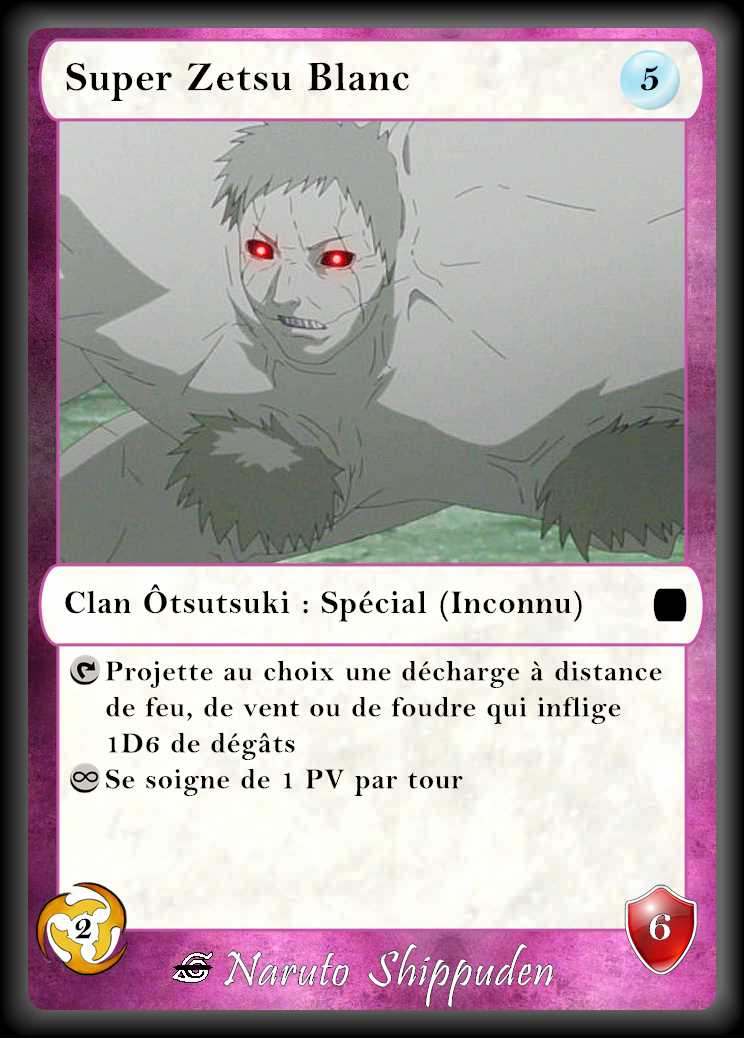 Super Zetsu Blanc
5
Clan Ôtsutsuki : Spécial (Inconnu)
Projette au choix une décharge à distance
de feu, de vent ou de foudre qui inflige
1D6 de dégâts
∞ Se soigne de 1 PV par tour
2
6
Naruto Shippuden